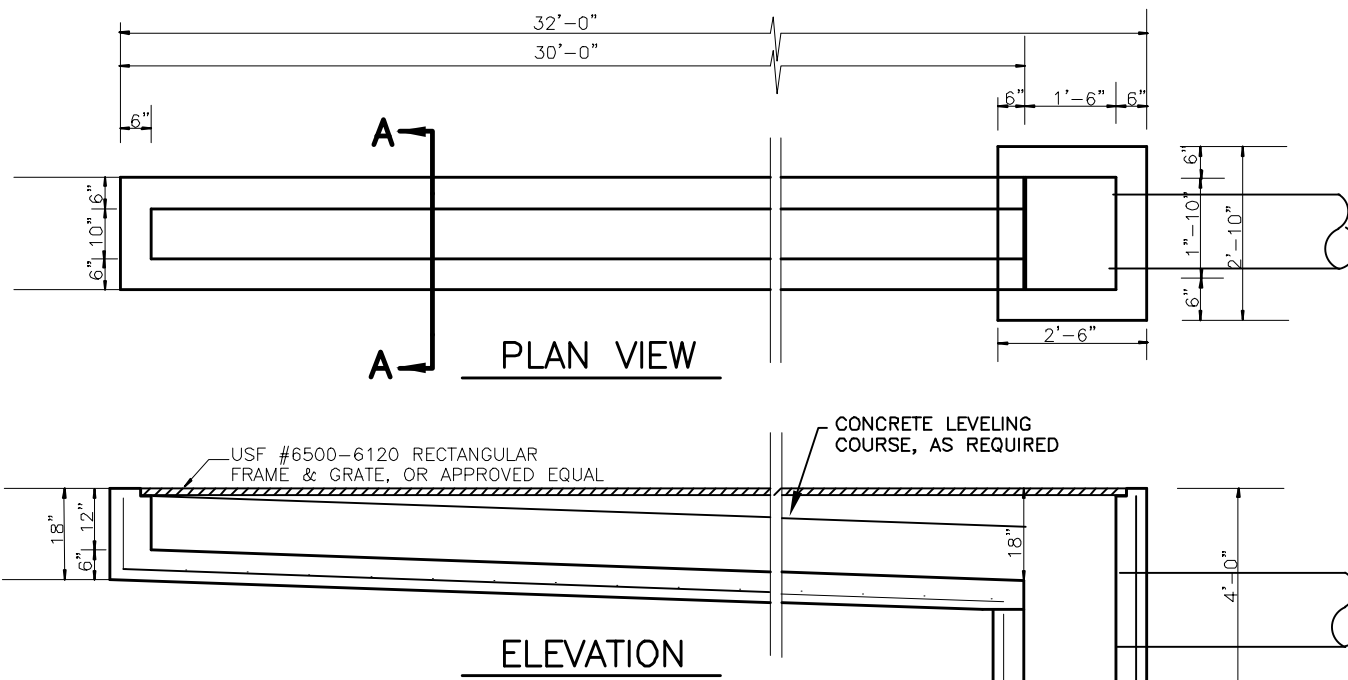 32'-0"
30'-0"
6" 1'-6" 6"
6"
A
6"
10"
6"
6"
1"-10"
2'-10"
6"
2'-6"
A
PLAN VIEW
CONCRETE LEVELING
COURSE, AS REQUIRED
USF #6500-6120 RECTANGULAR
FRAME & GRATE, OR APPROVED EQUAL
18"
12"
6"
18"
4'-0"
ELEVATION